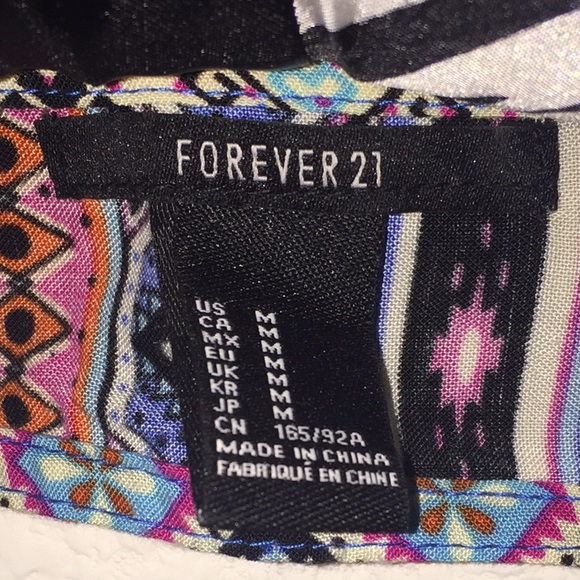 FOREVER 21
US M
CA M
MX M
EU M
UK M
KR M
JP M
CN 165/92A
MADE IN CHINA
FABRIQUÉ EN CHINE